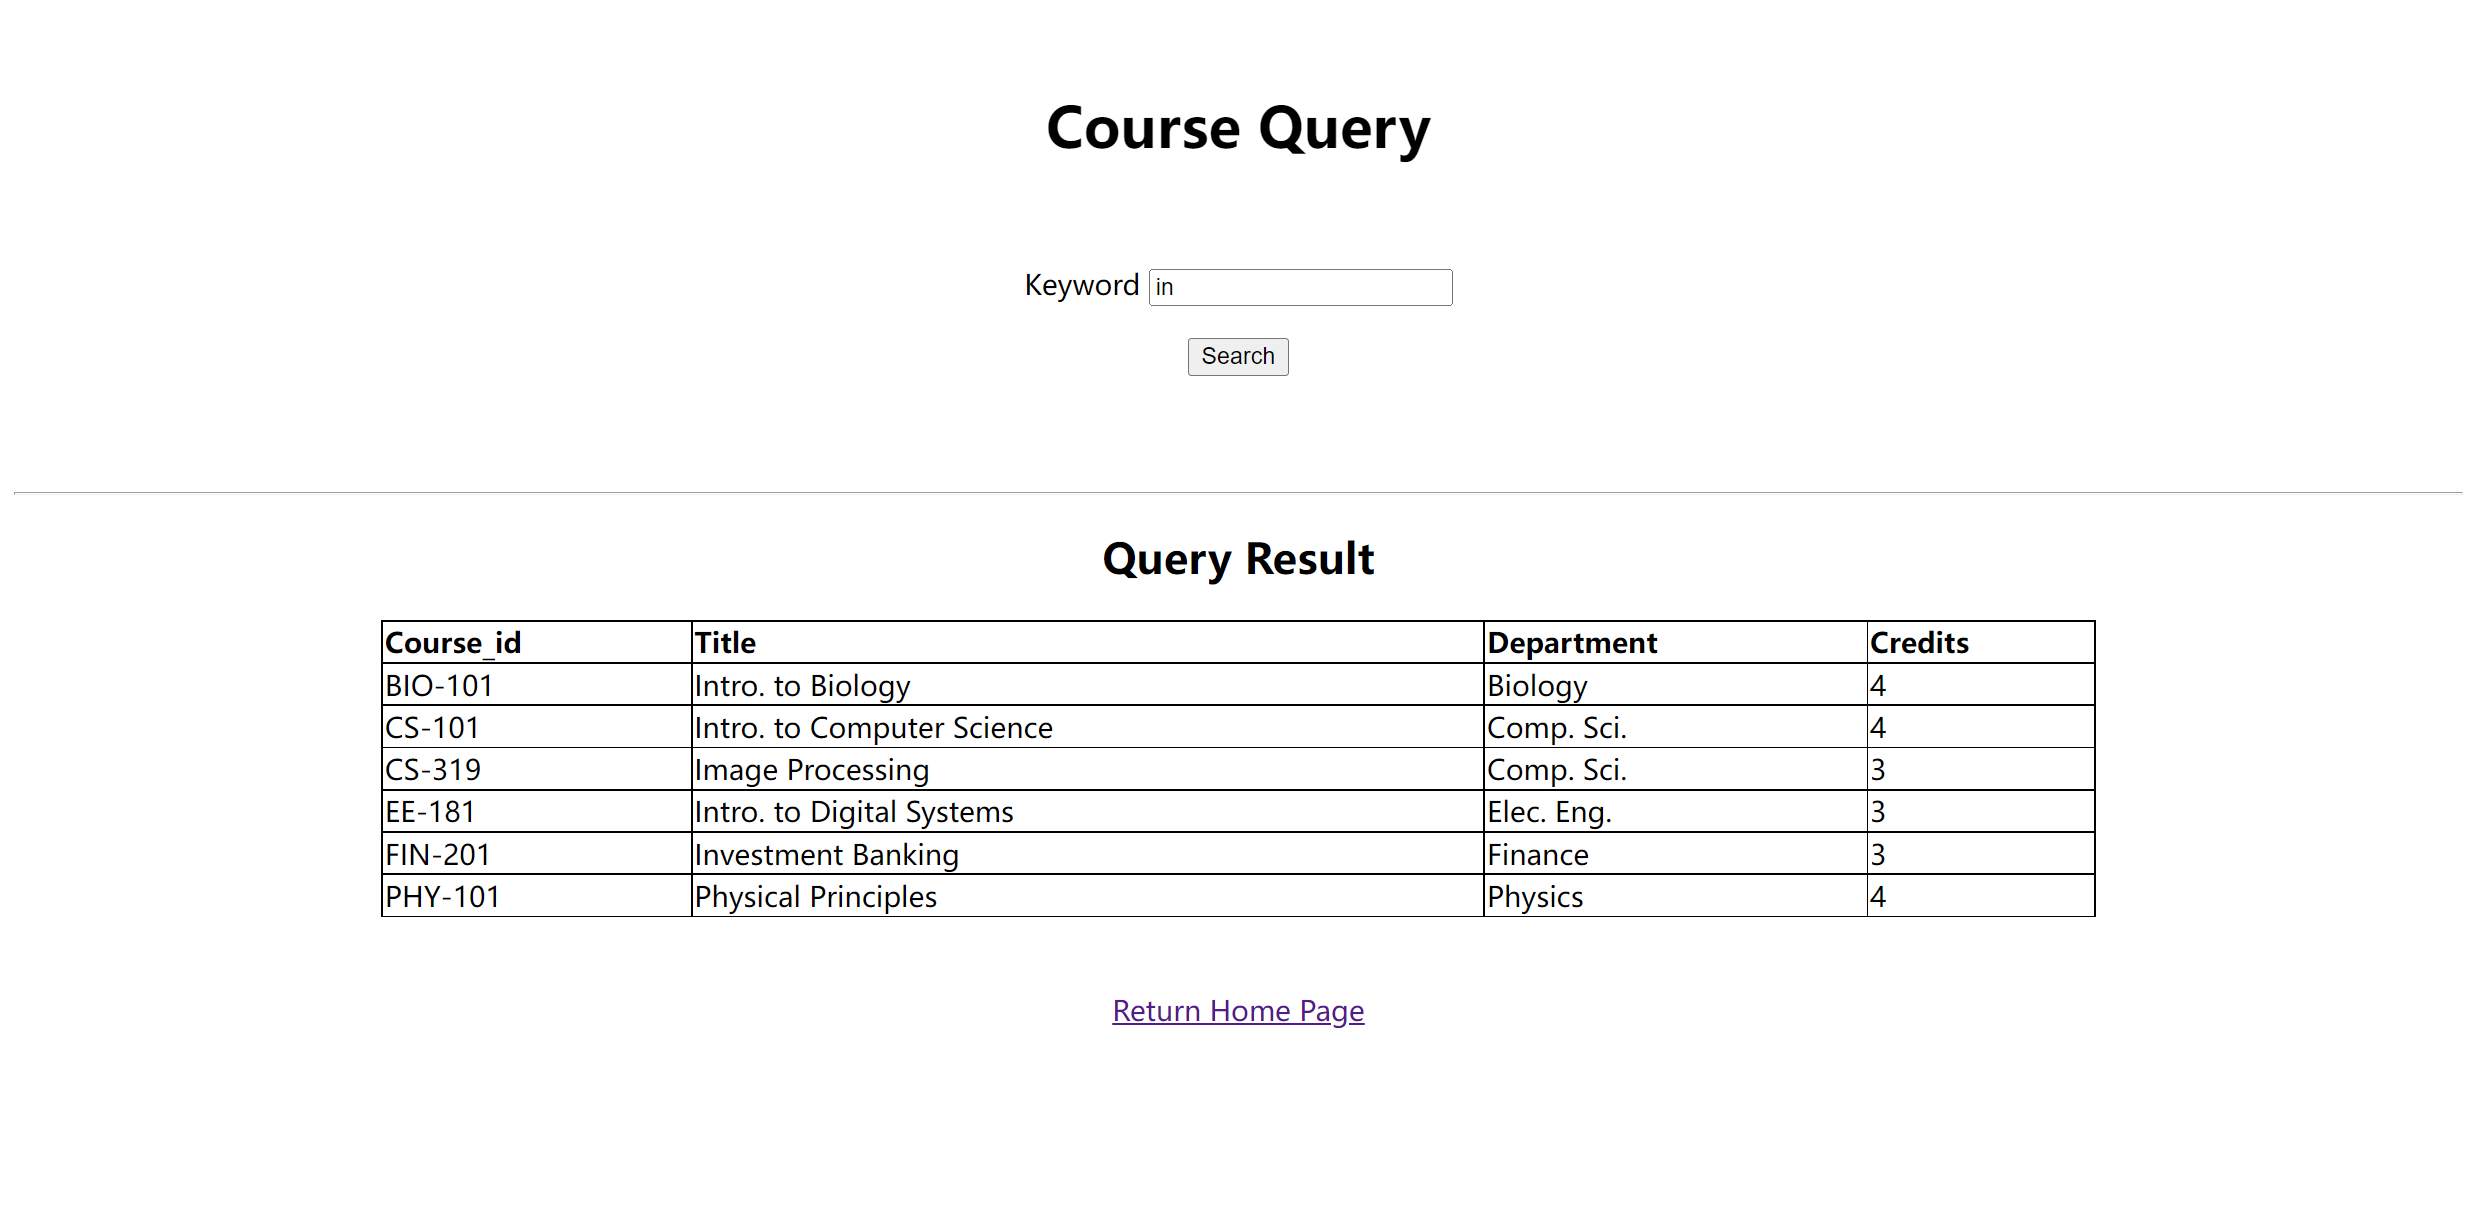 Course Query
Keyword in
Search
Query Result
Course_id Title Department Credits
BIO-101 Intro. to Biology Biology 4
CS-101 Intro. to Computer Science Comp. Sci. 4
CS-319 Image Processing Comp. Sci. 3
EE-181 Intro. to Digital Systems Elec. Eng. 3
FIN-201 Investment Banking Finance 3
PHY-101 Physical Principles Physics 4
Return Home Page